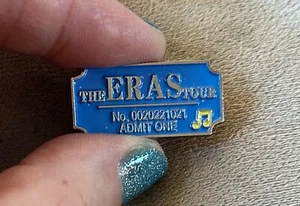 THE ERAS TOUR
No. 0020221021
ADMIT ONE